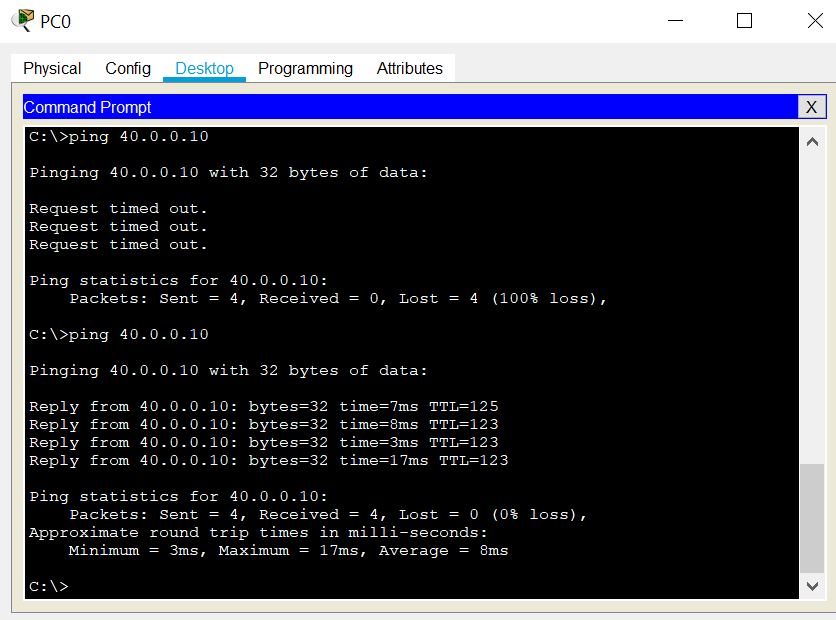 PC0
Physical Config Desktop Programming Attributes
Command Prompt X
C:\>ping 40.0.0.10
Pinging 40.0.0.10 with 32 bytes of data:
Request timed out.
Request timed out.
Request timed out.
Ping statistics for 40.0.0.10:
Packets: Sent = 4, Received = 0, Lost = 4 (100% loss),
C:\>ping 40.0.0.10
Pinging 40.0.0.10 with 32 bytes of data:
Reply from 40.0.0.10: bytes=32 time=7ms TTL=125
Reply from 40.0.0.10: bytes=32 time=8ms TTL=123
Reply from 40.0.0.10: bytes=32 time=3ms TTL=123
Reply from 40.0.0.10: bytes=32 time=17ms TTL=123
Ping statistics for 40.0.0.10:
Packets: Sent = 4, Received = 4, Lost = 0 (0% loss),
Approximate round trip times in milli-seconds:
Minimum = 3ms, Maximum = 17ms, Average = 8ms
C:\>